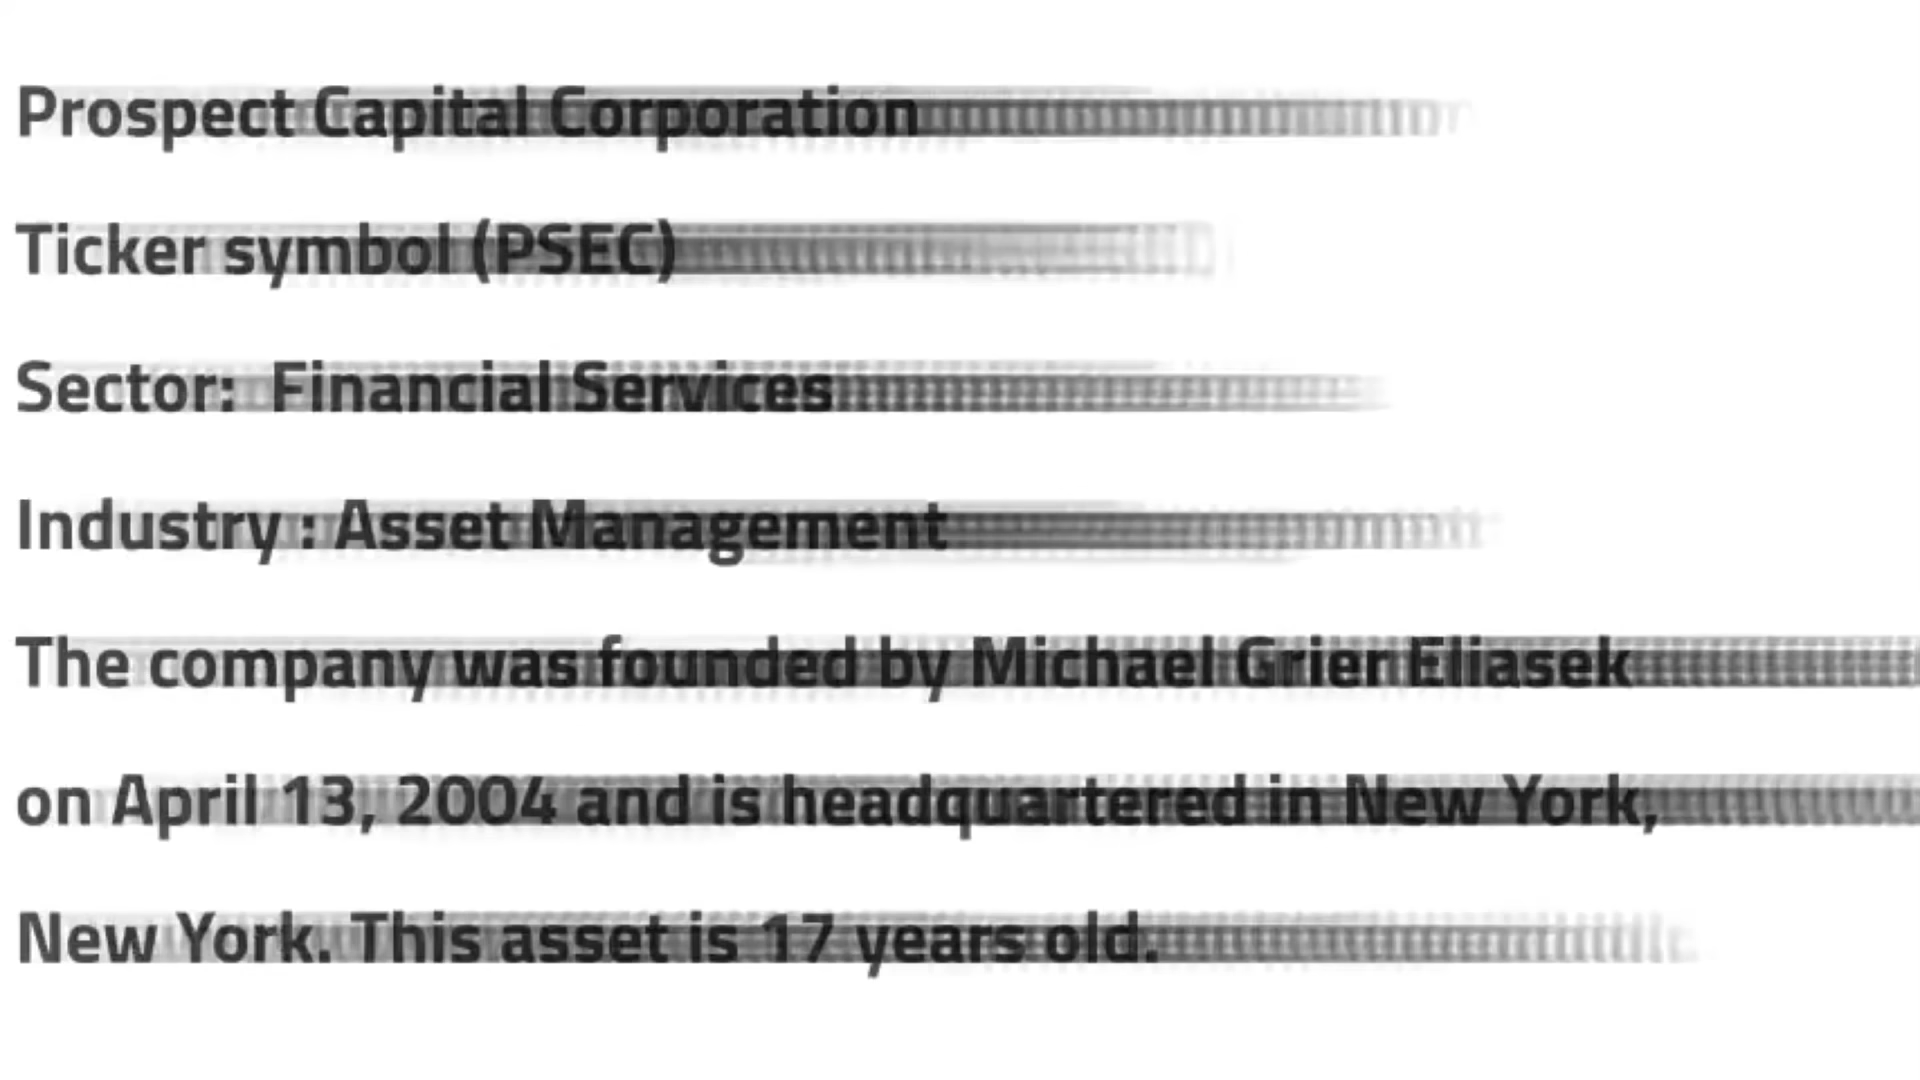 Prospect Capital Corporation
Ticker symbol (PSEC)
Sector: Financial Services
Industry : Asset Management
The company was founded by Michael Grier Eliasek
on April 13, 2004 and is headquartered in New York,
New York. This asset is 17 years old.